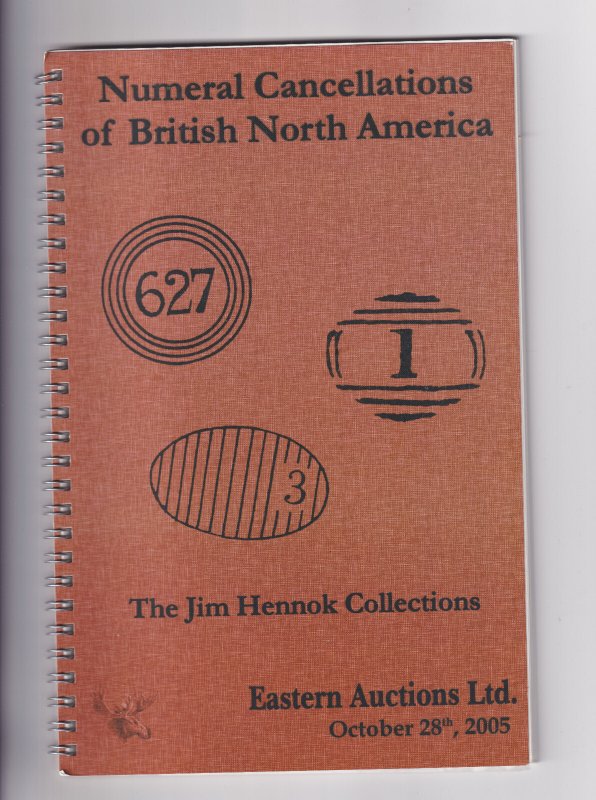 Numeral Cancellations
of British North America
627
1
3
The Jim Hennok Collections
Eastern Auctions Ltd.
October 28th, 2005